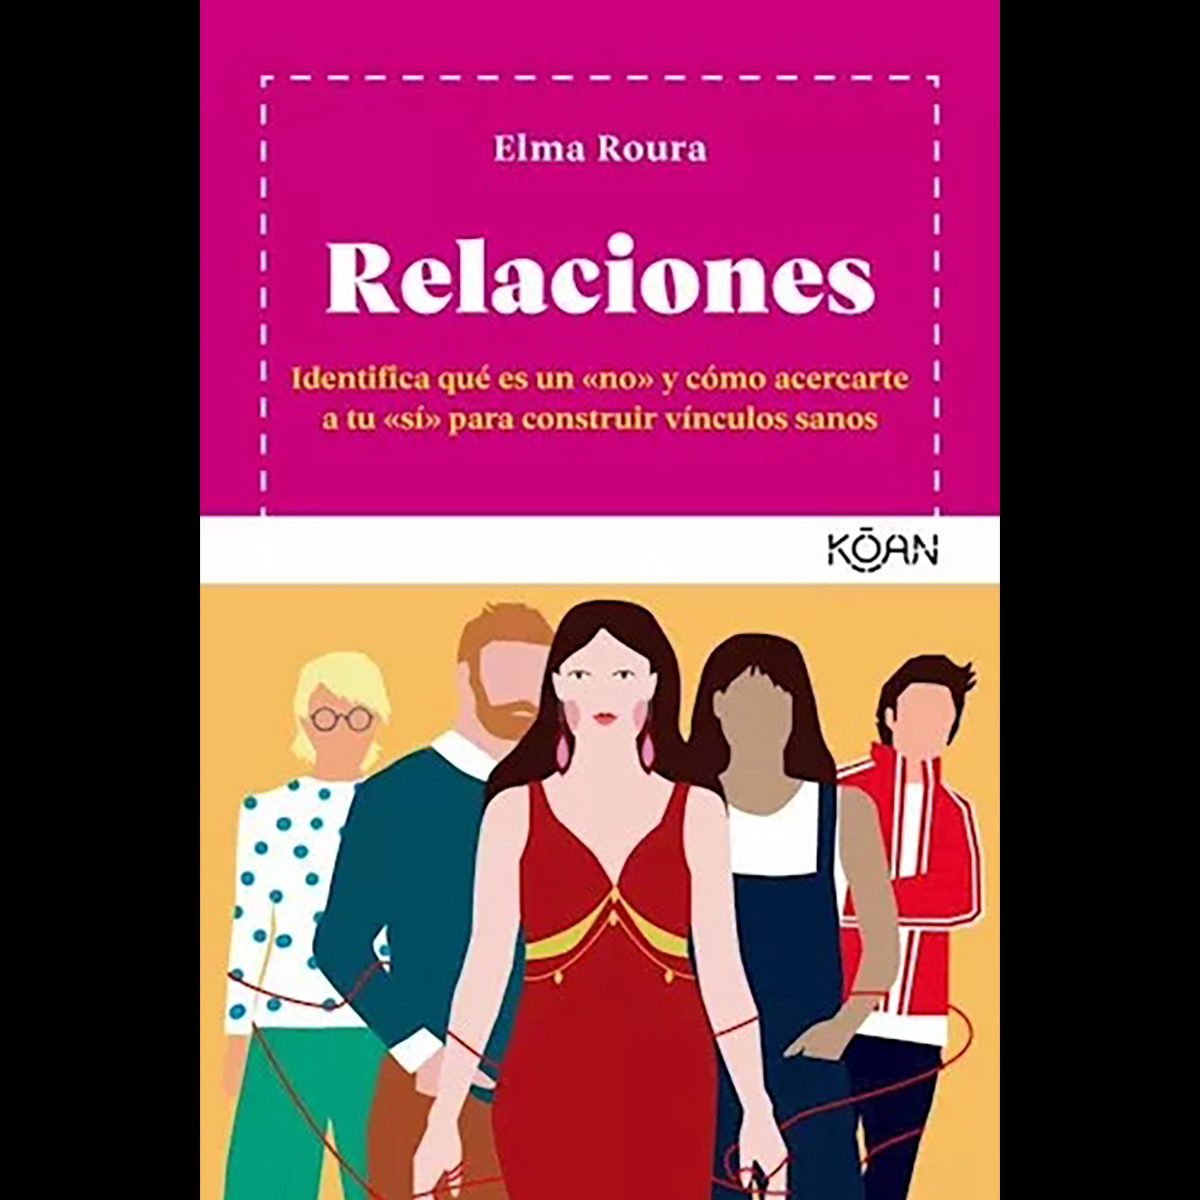 Elma Roura
Relaciones
Identifica qué es un «no» y cómo acercarte
a tu «sí» para construir vínculos sanos
KŌAN